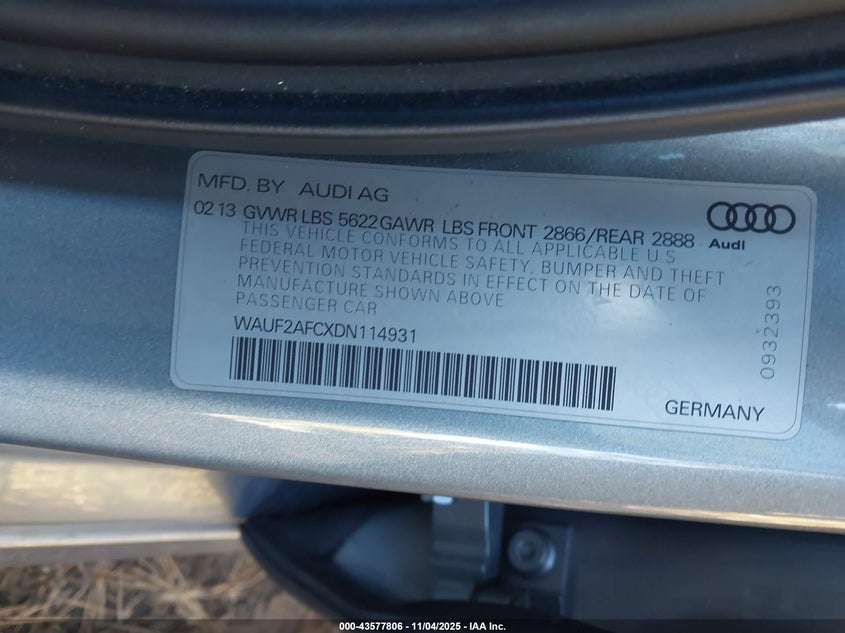 MFD. BY AUDI AG
02 13 GVWR LBS 5622 GAWR LBS FRONT 2866/REAR 2888
Audi
THIS VEHICLE CONFORMS TO ALL APPLICABLE U.S
FEDERAL MOTOR VEHICLE SAFETY, BUMPER AND THEFT
PREVENTION STANDARDS IN EFFECT ON THE DATE OF
MANUFACTURE SHOWN ABOVE
PASSENGER CAR
WAUF2AFCXDN114931
0932393
GERMANY
000-43577806 - 11/04/2025 - IAA Inc.